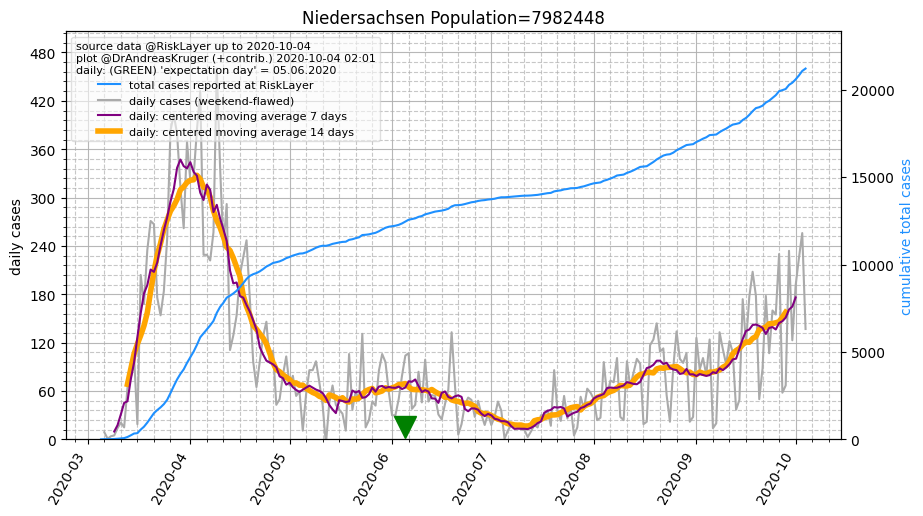 Niedersachsen Population=7982448
source data @RiskLayer up to 2020-10-04
plot @DrAndreasKruger (+contrib.) 2020-10-04 02:01
daily: (GREEN) 'expectation day' = 05.06.2020
total cases reported at RiskLayer
daily cases (weekend-flawed)
daily: centered moving average 7 days
daily: centered moving average 14 days
daily cases
480
420
360
300
240
180
120
60
0
cumulative total cases
20000
15000
10000
5000
0
2020-03
2020-04
2020-05
2020-06
2020-07
2020-08
2020-09
2020-10